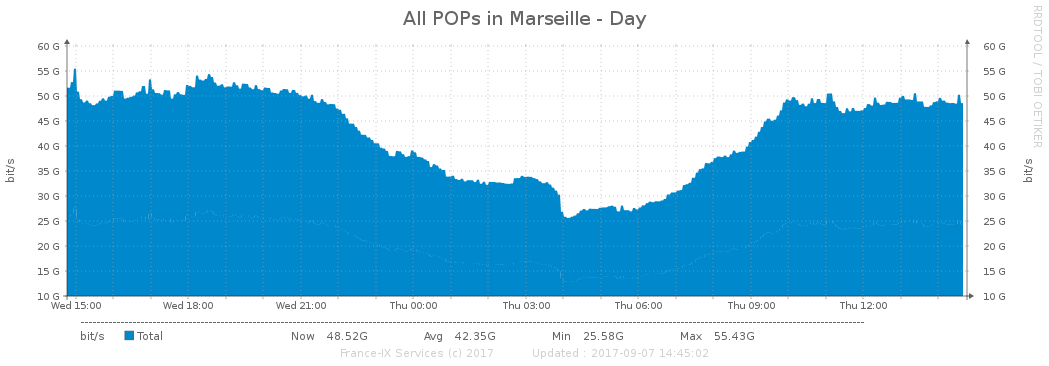 All POPs in Marseille - Day
RRDTOOL / TOBI OETIKER
60 G 60 G
55 G 55 G
50 G 50 G
45 G 45 G
40 G 40 G
35 G 35 G
30 G 30 G
25 G 25 G
20 G 20 G
15 G 15 G
10 G 10 G
bit/s
bit/s
Wed 15:00 Wed 18:00 Wed 21:00 Thu 00:00 Thu 03:00 Thu 06:00 Thu 09:00 Thu 12:00
bit/s Total Now 48.52G Avg 42.35G Min 25.58G Max 55.43G
France-IX Services (c) 2017 Updated : 2017-09-07 14:45:02